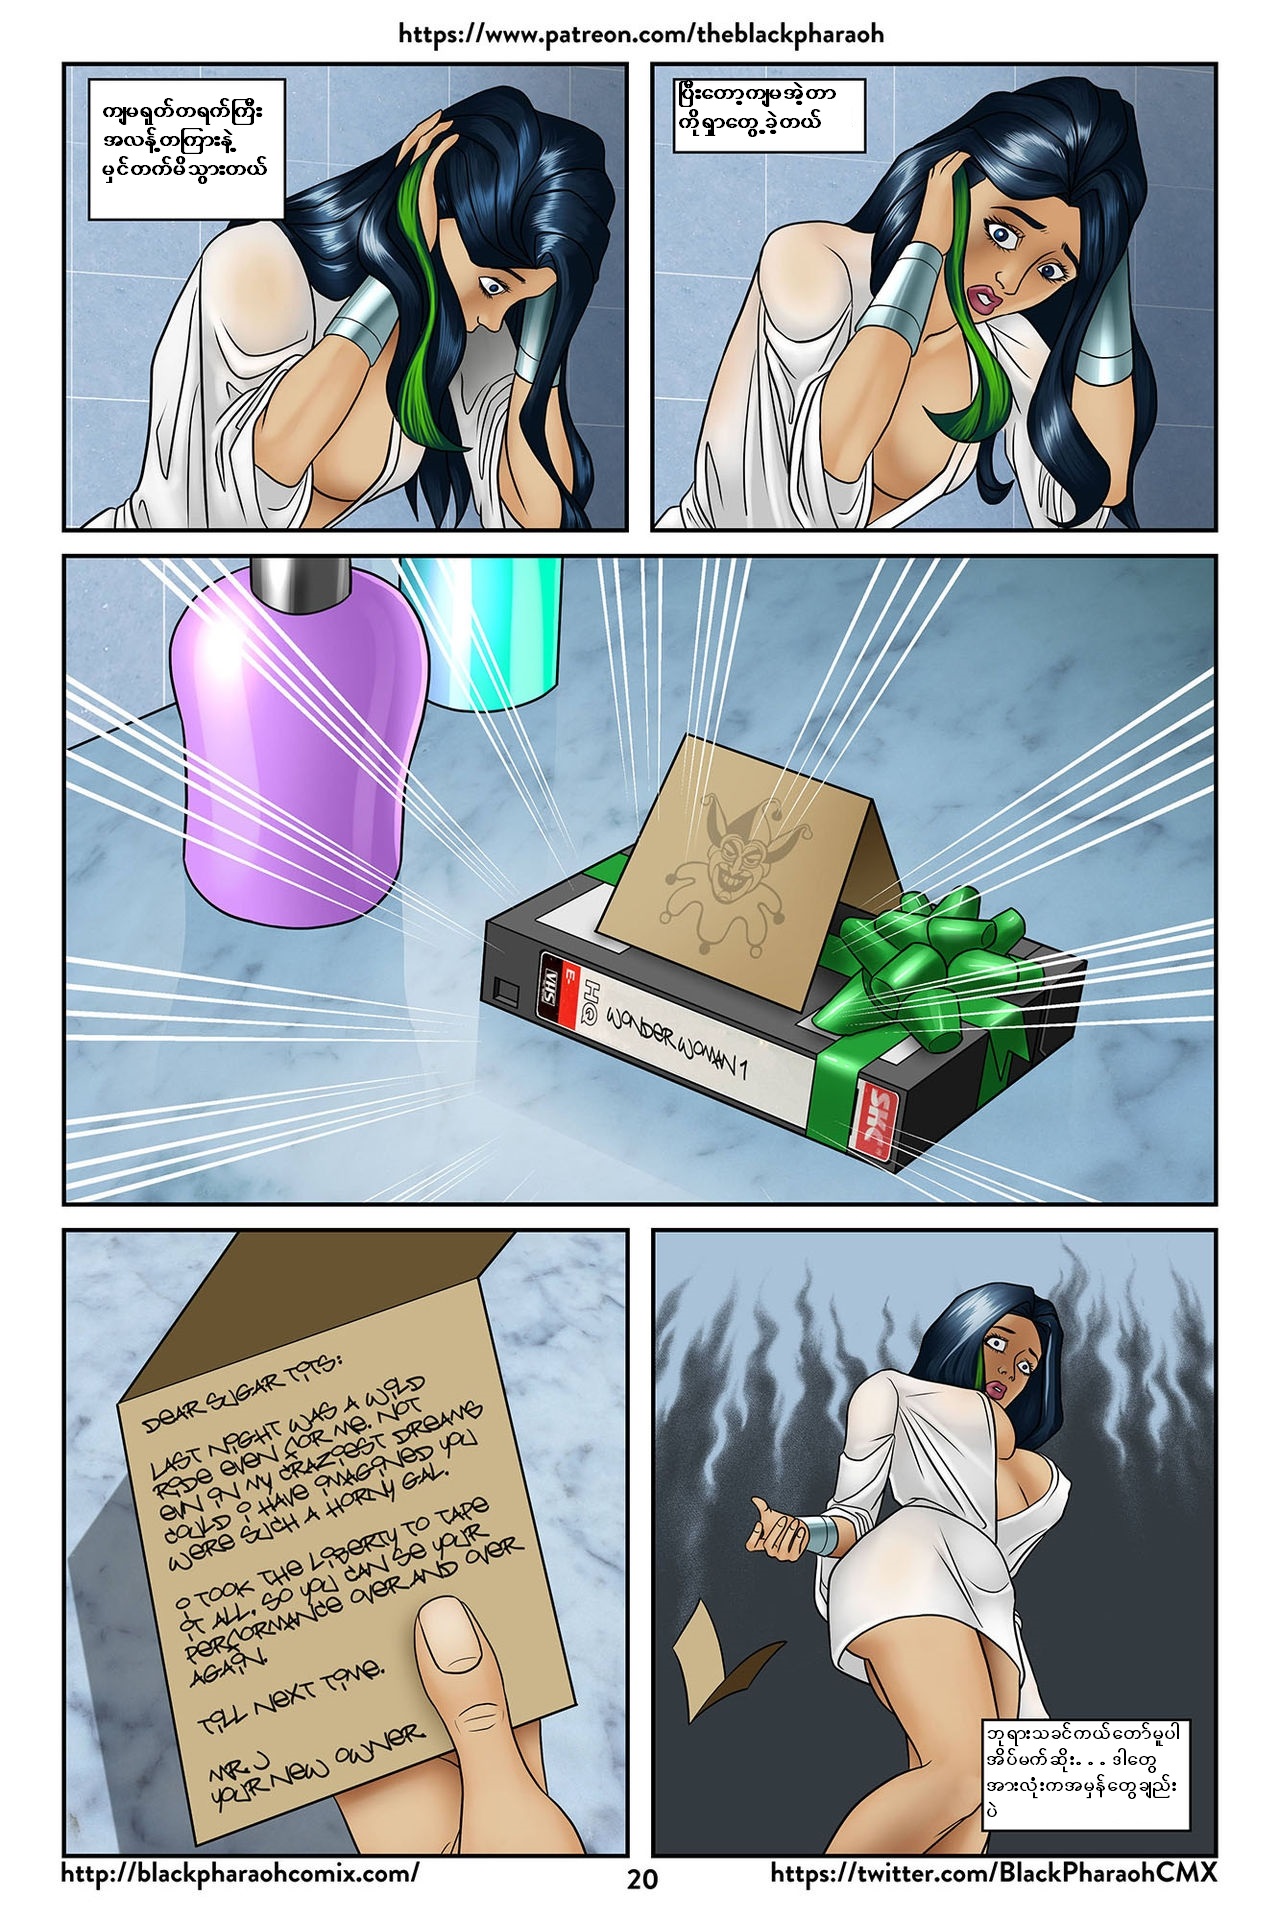 https://www.patreon.com/theblackpharaoh
ကျမရုတ်တရက်ကြီး
အလန့်တကြားနဲ့
မှင်တက်မိသွားတယ်
ပြီးတော့ကျမအဲ့တာ
ကိုရှာတွေ့ခဲ့တယ်
VHS
E-
HQ
WONDER WOMAN 1
SKC
DEAR SUGAR TITS:
LAST NIGHT WAS A WILD
RIDE EVEN FOR ME. NOT
EVN IN MY CRAZIEST DREAMS
COULD I HAVE IMAGINED YOU
WERE SUCH A HORNY GAL.
I TOOK THE LIBERTY TO TAPE
IT ALL, SO YOU CAN SE YOUR
PERFORMANCE OVER AND OVER
AGAIN.
TILL NEXT TIME.
MR. J
YOUR NEW OWNER.
ဘုရားသခင်ကယ်တော်မူပါ
အိပ်မက်ဆိုး. . . ဒါတွေ
အားလုံးကအမှန်တွေချည်း
ပဲ
http://blackpharaohcomix.com/
20
https://twitter.com/BlackPharaohCMX